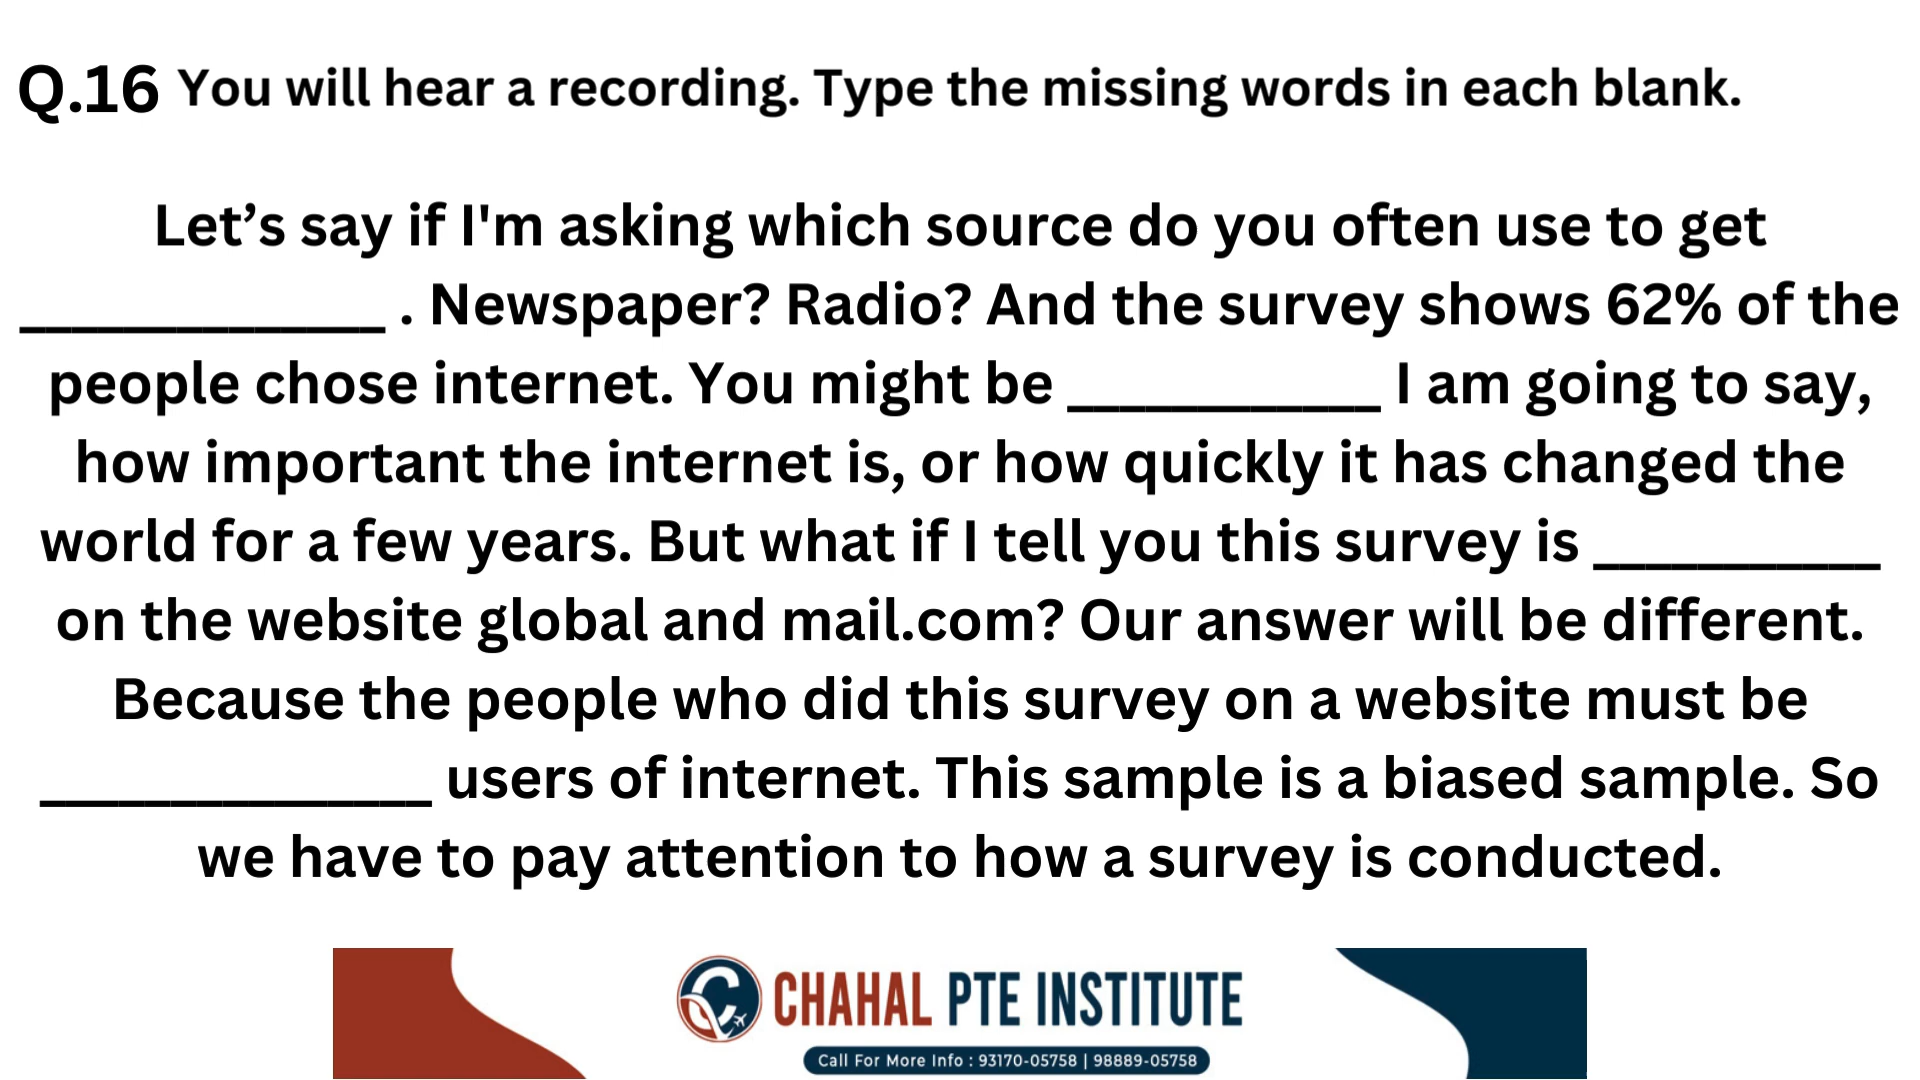 Q.16 You will hear a recording. Type the missing words in each blank.
Let’s say if I'm asking which source do you often use to get
______________ . Newspaper? Radio? And the survey shows 62% of the
people chose internet. You might be ____________ I am going to say,
how important the internet is, or how quickly it has changed the
world for a few years. But what if I tell you this survey is ___________
on the website global and mail.com? Our answer will be different.
Because the people who did this survey on a website must be
_______________ users of internet. This sample is a biased sample. So
we have to pay attention to how a survey is conducted.
CHAHAL PTE INSTITUTE
Call For More Info : 93170-05758 | 98889-05758